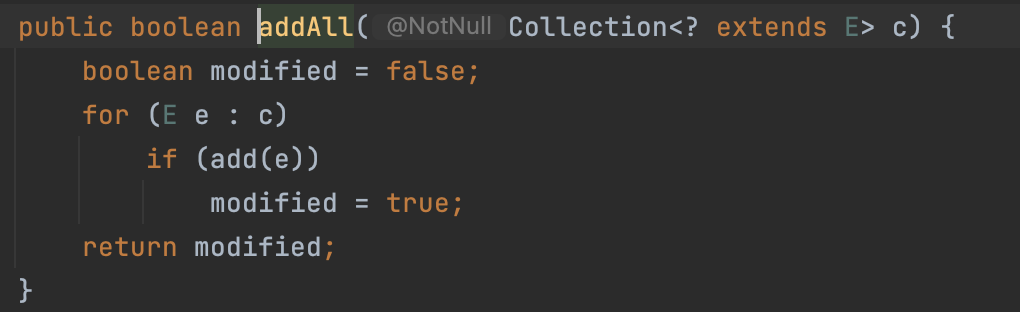 public boolean addAll( @NotNull Collection<? extends E> c) {
    boolean modified = false;
    for (E e : c)
        if (add(e))
            modified = true;
    return modified;
}